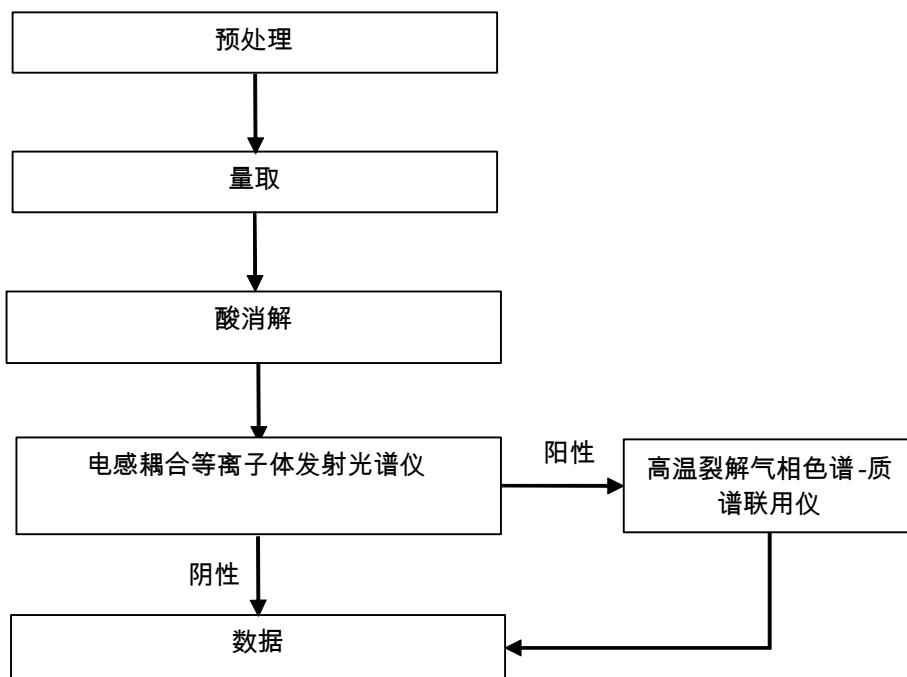 预处理
量取
酸消解
电感耦合等离子体发射光谱仪
阳性
高温裂解气相色谱-质
谱联用仪
阴性
数据